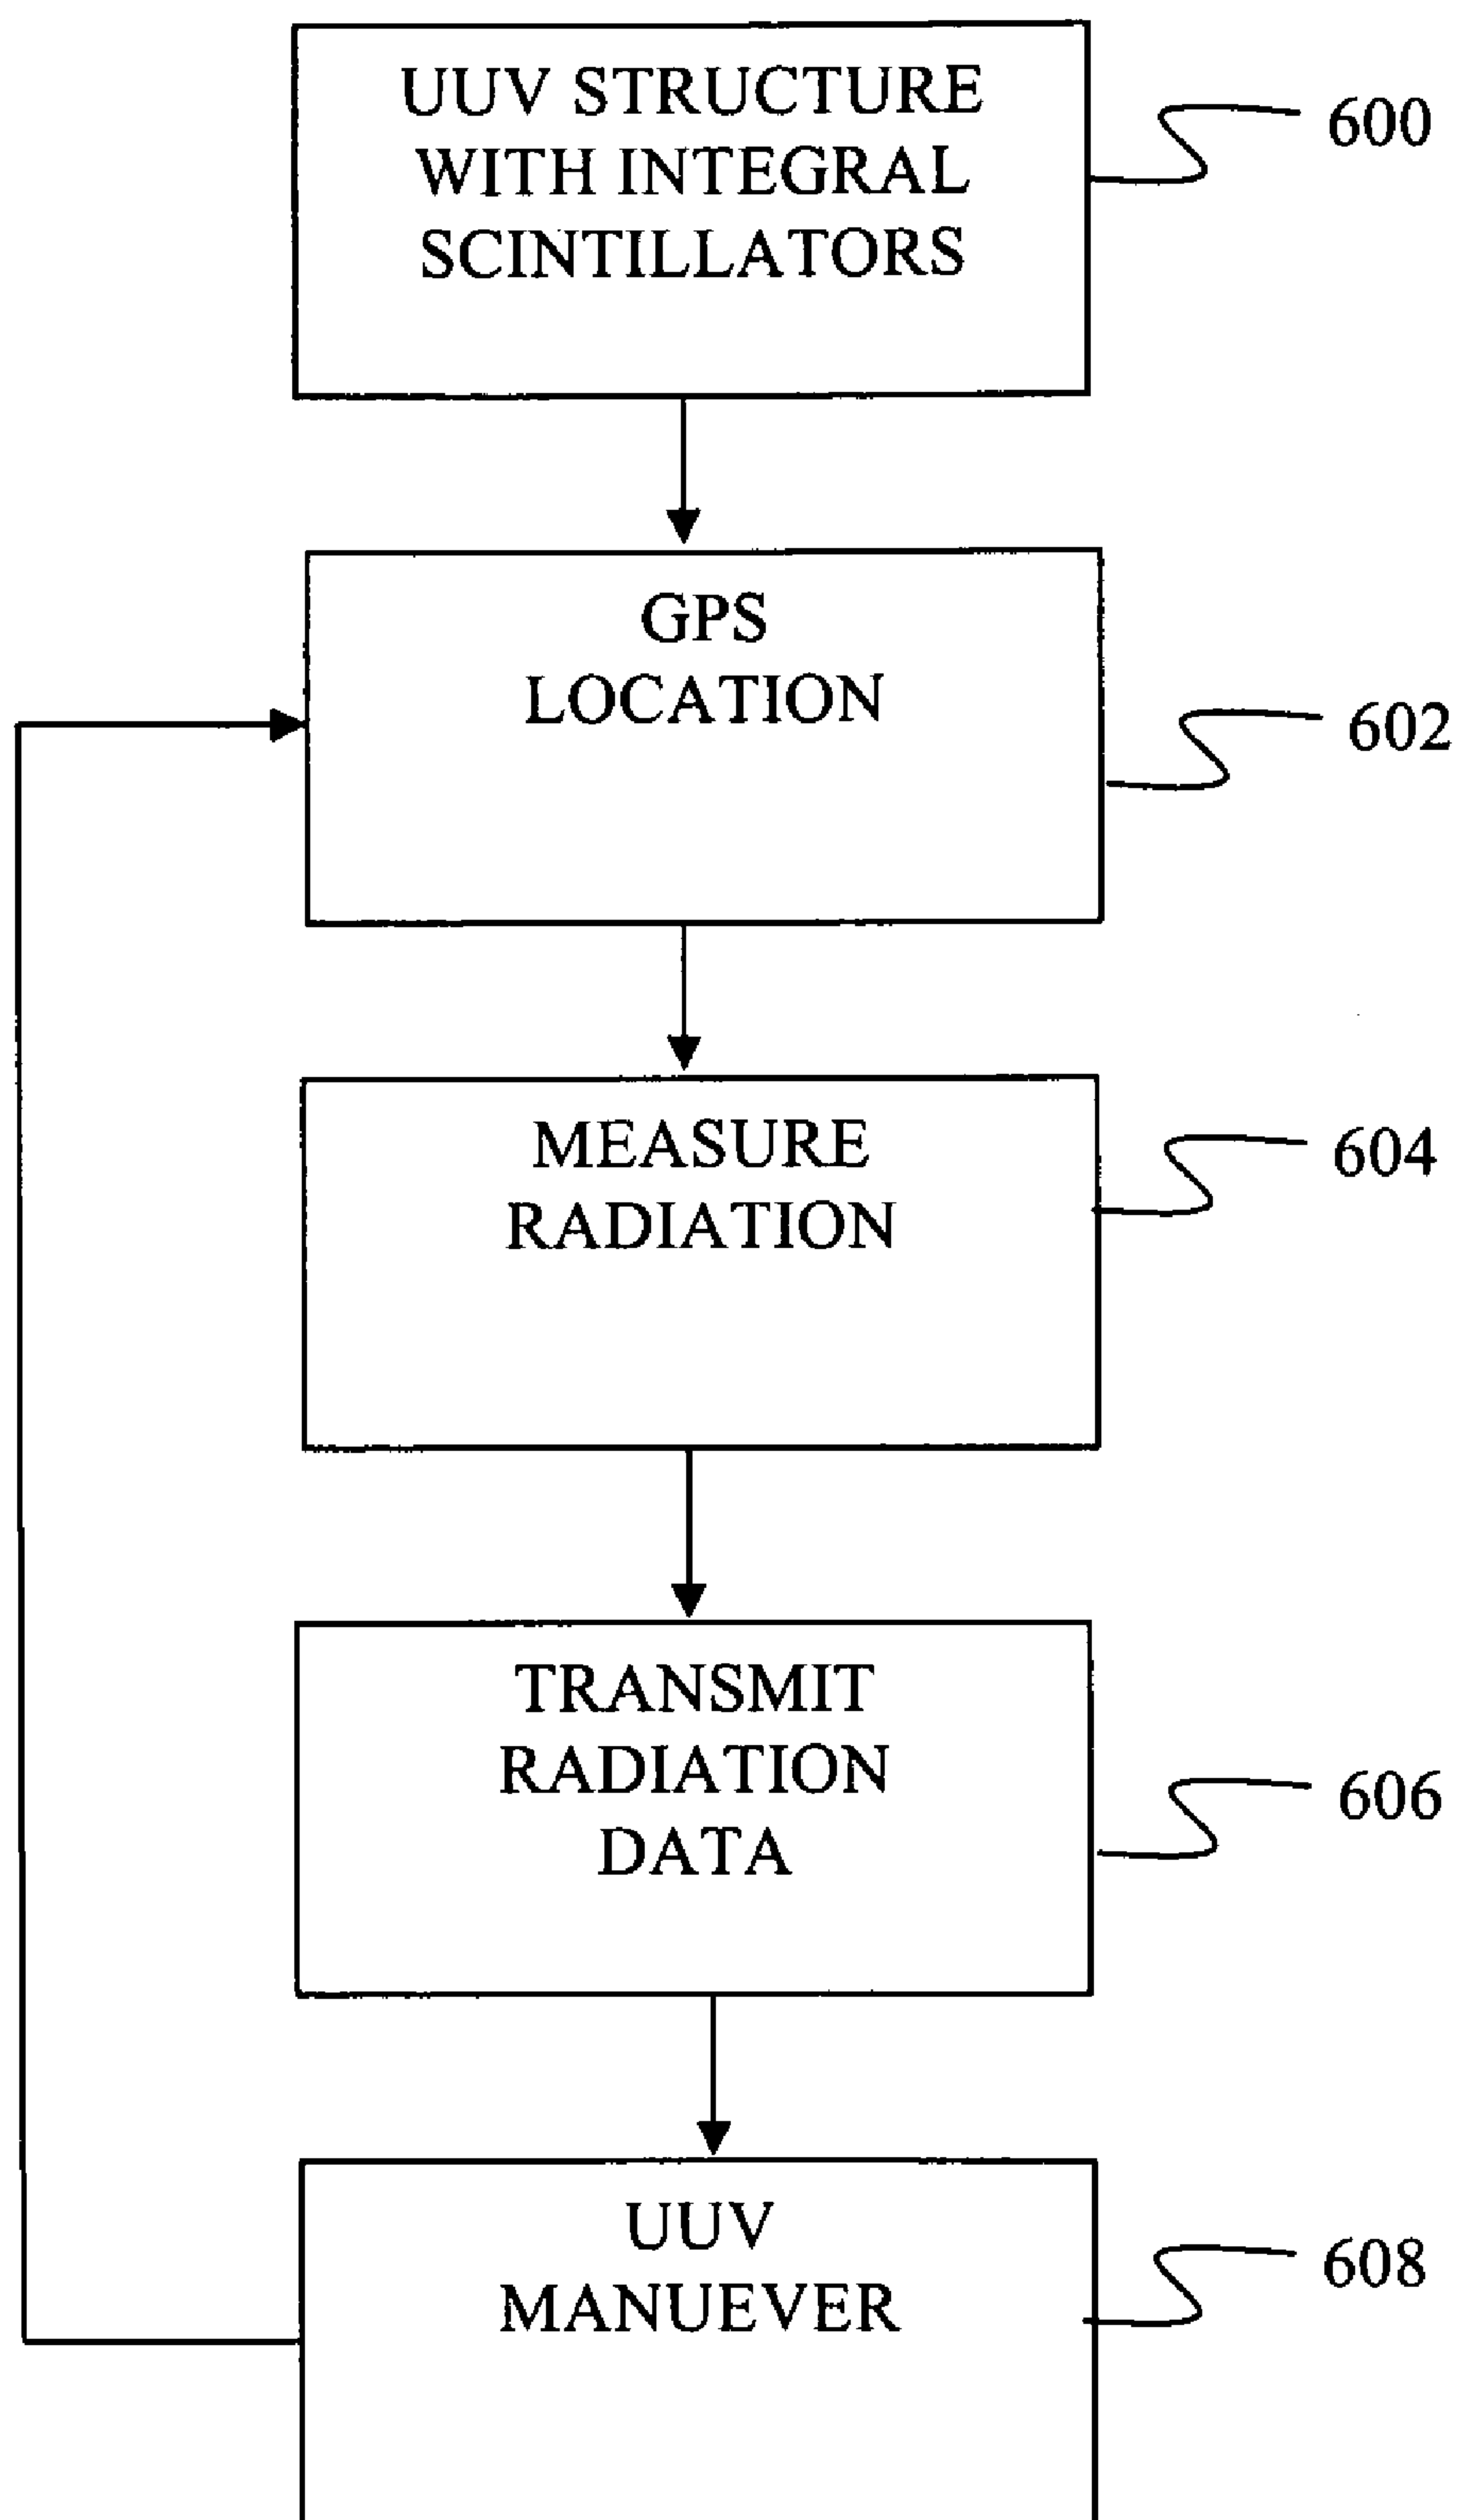 UUV STRUCTURE
WITH INTEGRAL
SCINTILLATORS
600
GPS
LOCATION
602
MEASURE
RADIATION
604
TRANSMIT
RADIATION
DATA
606
UUV
MANUEVER
608